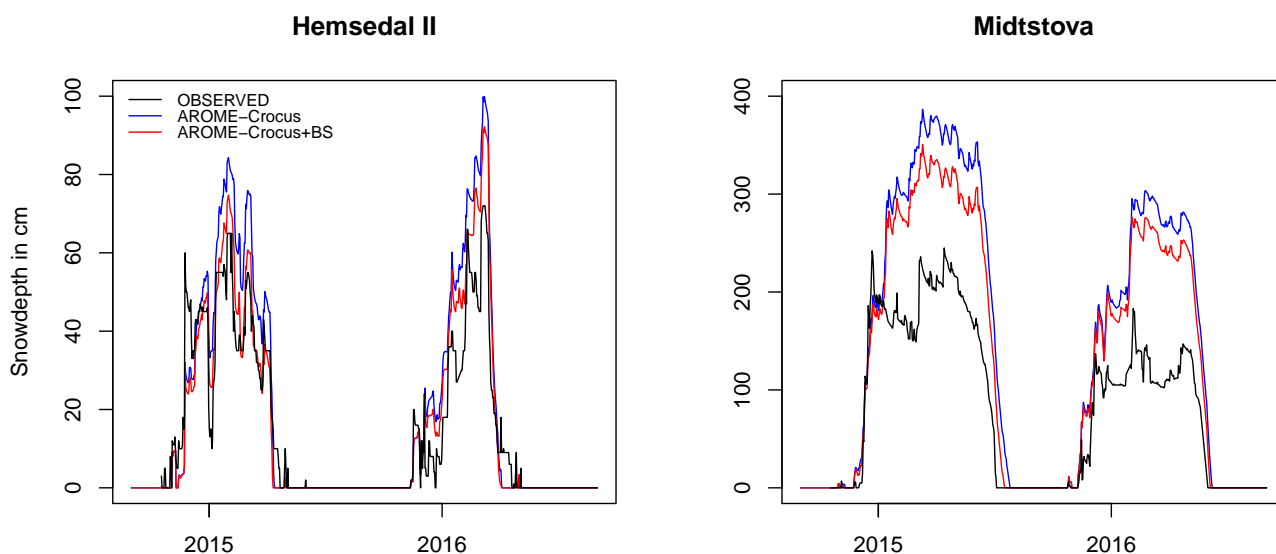 Hemsedal II
Midtstova
OBSERVED
AROME−Crocus
AROME−Crocus+BS
Snowdepth in cm
0
20
40
60
80
100
2015
2016
0
100
200
300
400
2015
2016